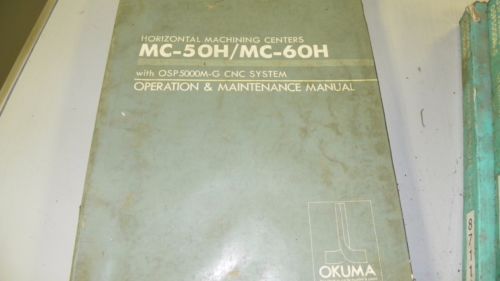 HORIZONTAL MACHINING CENTERS
MC-50H/MC-60H
with OSP5000M-G CNC SYSTEM
OPERATION & MAINTENANCE MANUAL
OKUMA